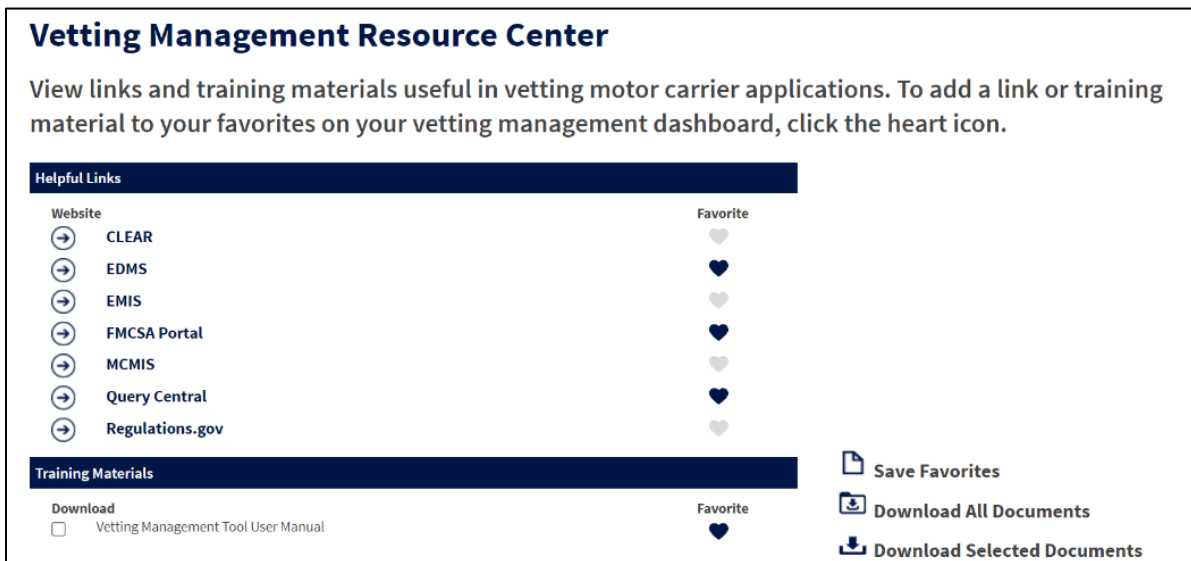 Vetting Management Resource Center
View links and training materials useful in vetting motor carrier applications. To add a link or training
material to your favorites on your vetting management dashboard, click the heart icon.
Helpful Links
Website Favorite
CLEAR
EDMS
EMIS
FMCSA Portal
MCMIS
Query Central
Regulations.gov
Training Materials
Download Favorite
Vetting Management Tool User Manual
Save Favorites
Download All Documents
Download Selected Documents